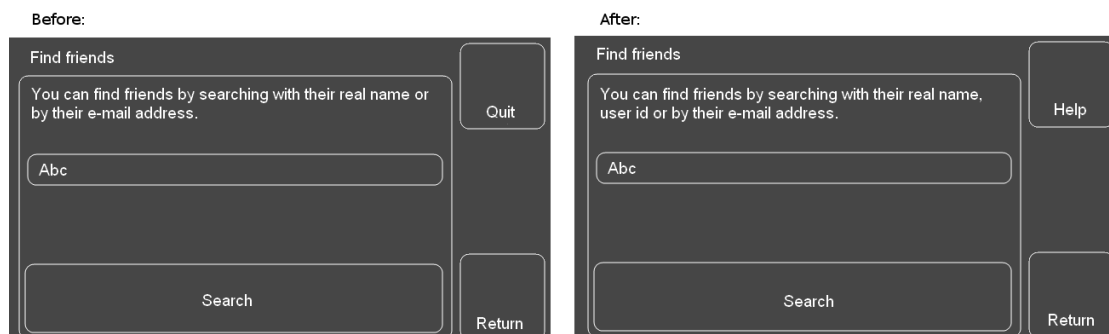 Before:
Find friends
You can find friends by searching with their real name or
by their e-mail address.
Quit
Abc
Search
Return
After:
Find friends
You can find friends by searching with their real name,
user id or by their e-mail address.
Help
Abc
Search
Return